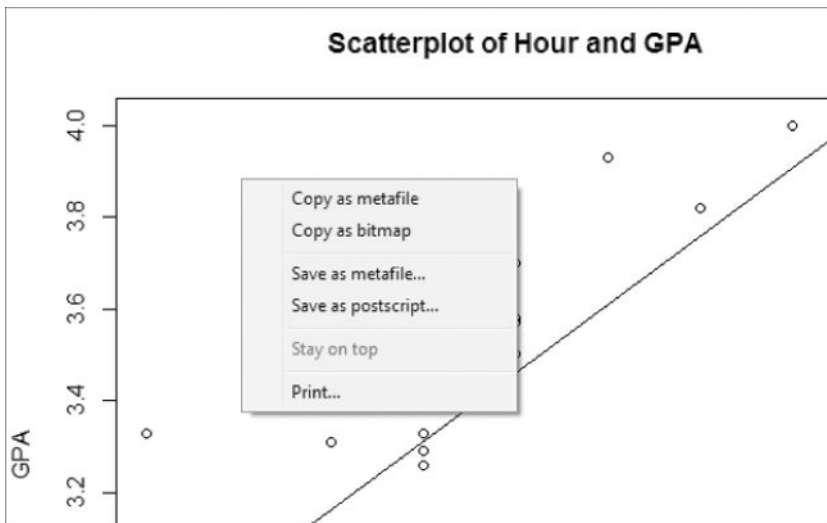 Scatterplot of Hour and GPA
4.0
3.8
3.6
3.4
3.2
GPA
Copy as metafile
Copy as bitmap
Save as metafile...
Save as postscript...
Stay on top
Print...